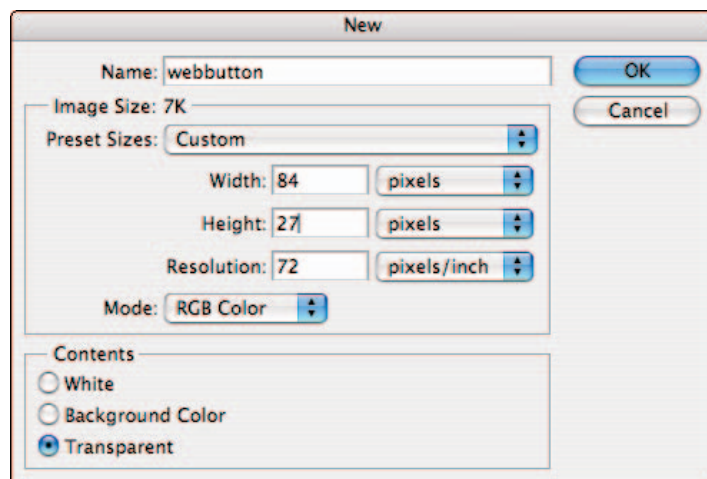 New
Name: webbutton
OK
Image Size: 7K
Cancel
Preset Sizes: Custom
Width: 84 pixels
Height: 27 pixels
Resolution: 72 pixels/inch
Mode: RGB Color
Contents
White
Background Color
Transparent